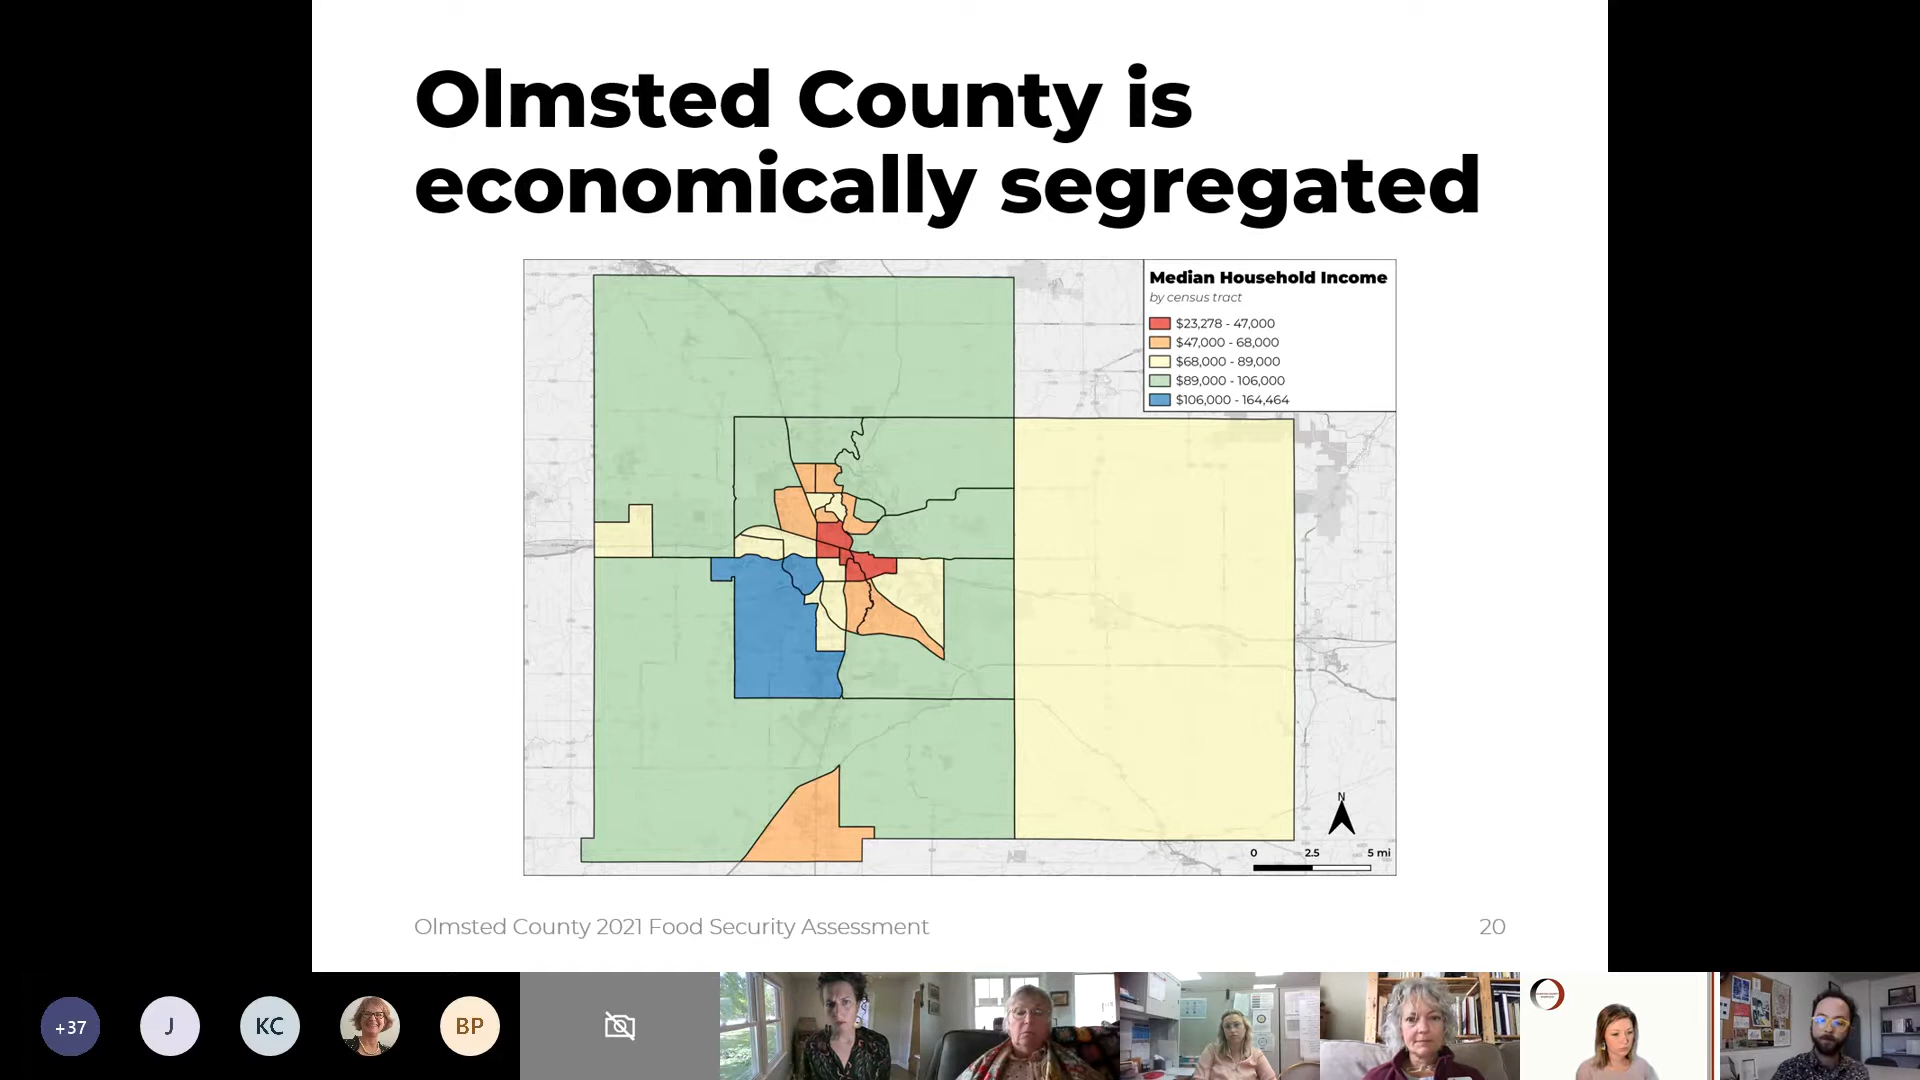 Olmsted County is
economically segregated
Median Household Income
by census tract
$23,278 - 47,000
$47,000 - 68,000
$68,000 - 89,000
$89,000 - 106,000
$106,000 - 164,464
N
0 2.5 5 mi
Olmsted County 2021 Food Security Assessment
20
+37
J
KC
BP